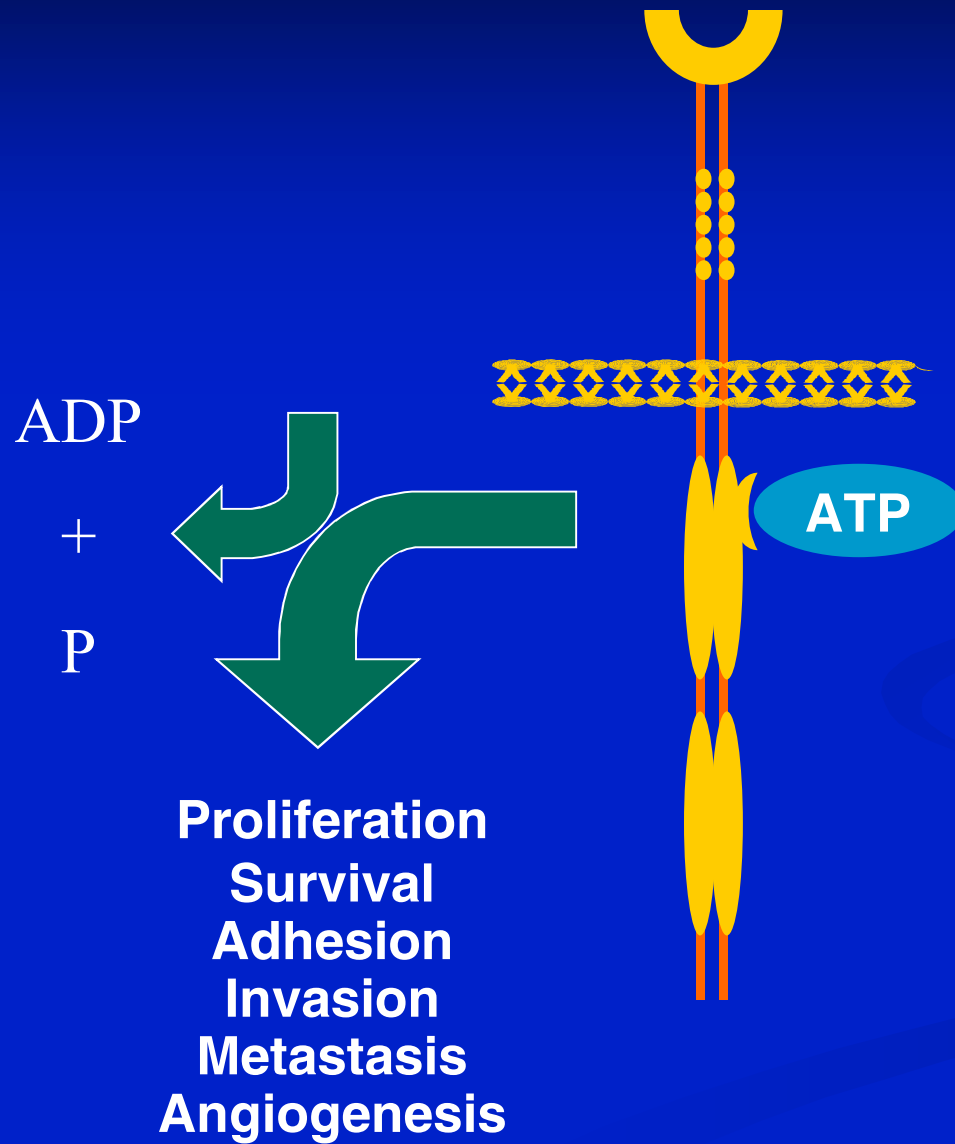 ADP
+
P
ATP
Proliferation
Survival
Adhesion
Invasion
Metastasis
Angiogenesis